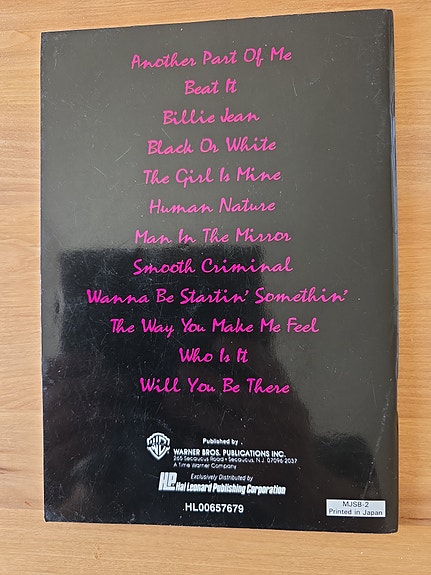 Another Part Of Me
Beat It
Billie Jean
Black Or White
The Girl Is Mine
Human Nature
Man In The Mirror
Smooth Criminal
Wanna Be Startin' Somethin'
The Way You Make Me Feel
Who Is It
Will You Be There
Published by
WB
WARNER BROS. PUBLICATIONS INC.
265 Secaucus Road • Secaucus, N.J. 07096-2037
A Time Warner Company
Exclusively Distributed by
HL
Hal Leonard Publishing Corporation
HL00657679
MJSB-2
Printed in Japan